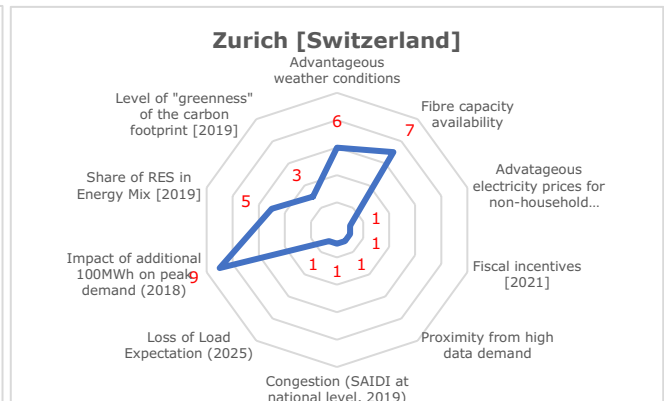 Zurich [Switzerland]
Advantageous
weather conditions
Level of "greenness"
of the carbon
footprint [2019]
Fibre capacity
availability
6
7
Share of RES in
Energy Mix [2019]
3
5
Advatageous
electricity prices for
non-household...
1
1
Impact of additional
100MWh on peak
demand (2018)
9
Fiscal incentives
[2021]
1
1
1
Loss of Load
Expectation (2025)
Proximity from high
data demand
Congestion (SAIDI at
national level, 2019)